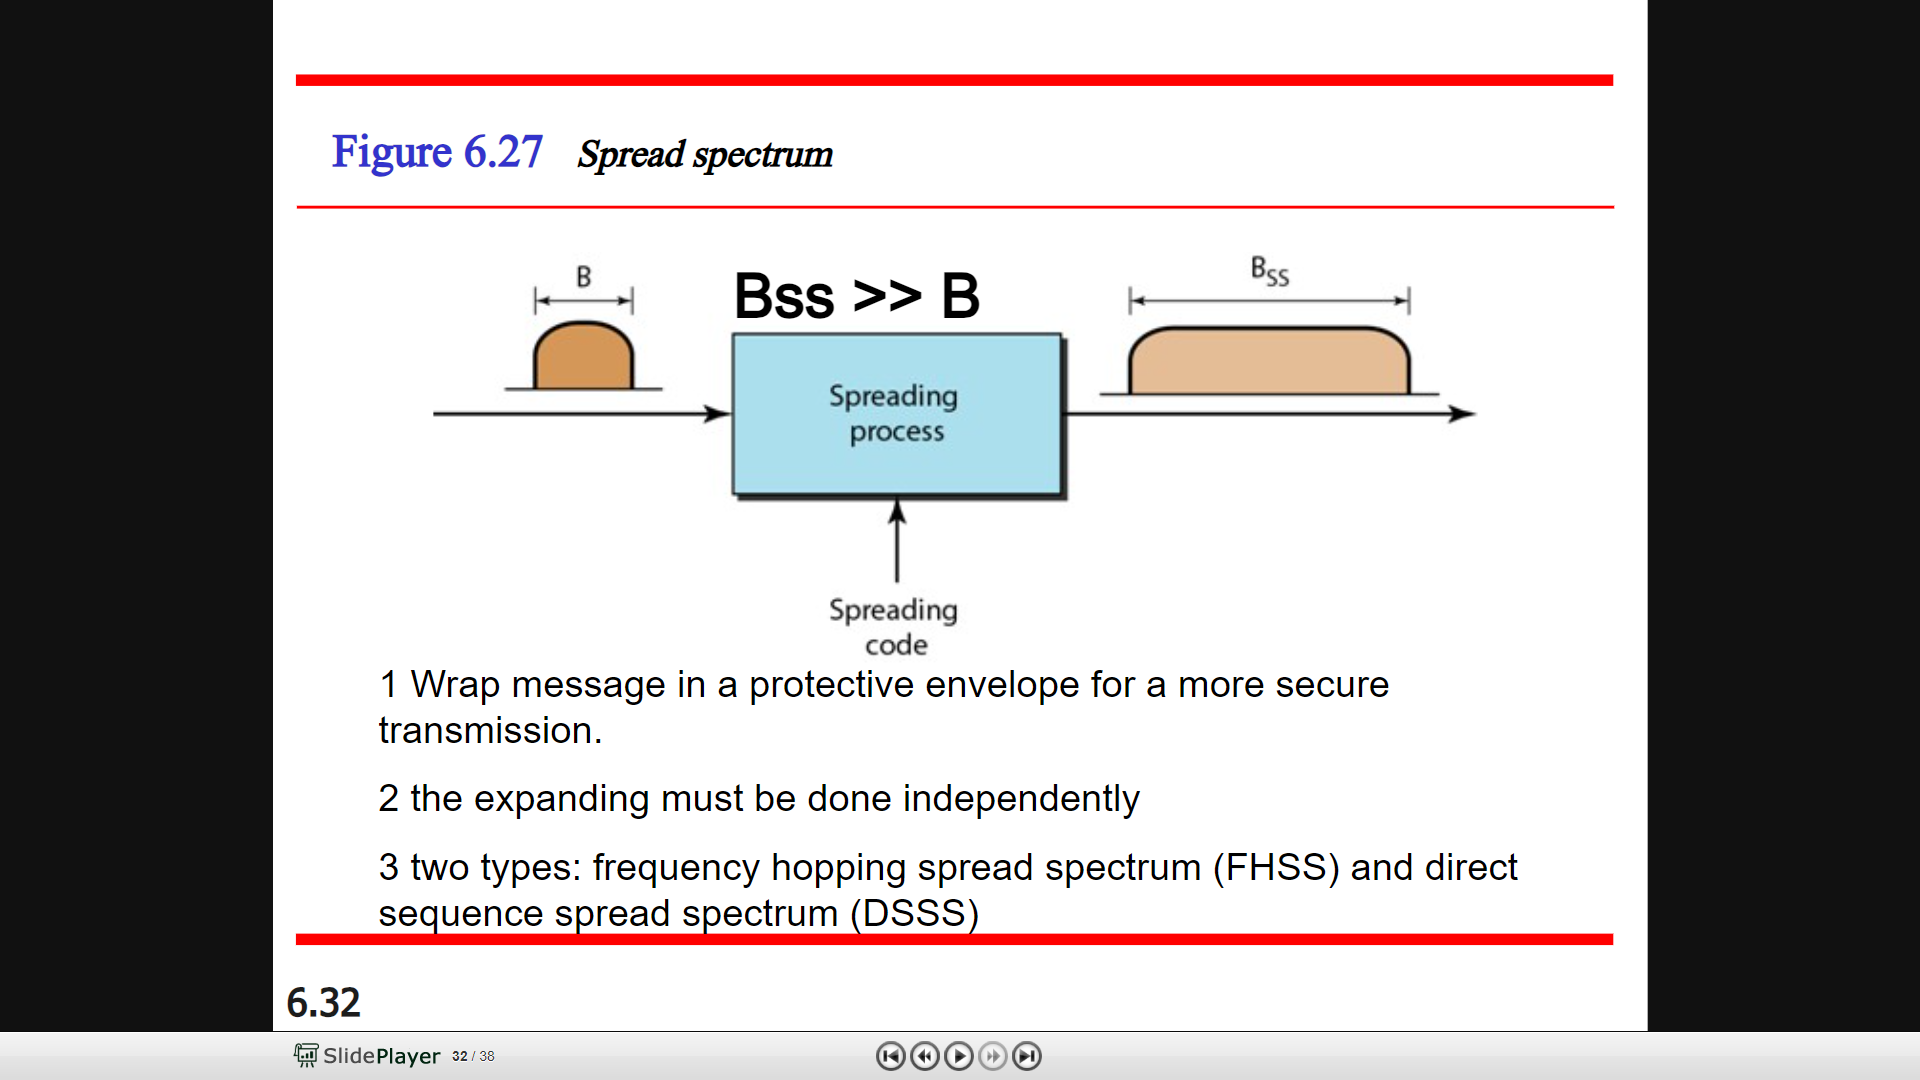 Figure 6.27 Spread spectrum
B
Bss >> B
BSS
Spreading
process
Spreading
code
1 Wrap message in a protective envelope for a more secure
transmission.
2 the expanding must be done independently
3 two types: frequency hopping spread spectrum (FHSS) and direct
sequence spread spectrum (DSSS)
6.32
SlidePlayer 32 / 38